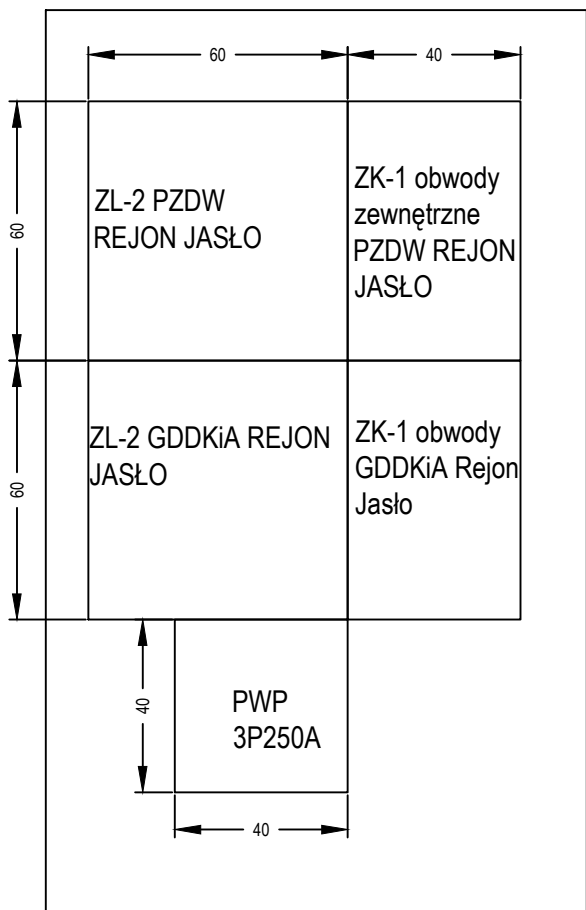 60
40
60
ZL-2 PZDW
REJON JASŁO
ZK-1 obwody
zewnętrzne
PZDW REJON
JASŁO
60
ZL-2 GDDKiA REJON
JASŁO
ZK-1 obwody
GDDKiA Rejon
Jasło
40
PWP
3P250A
40